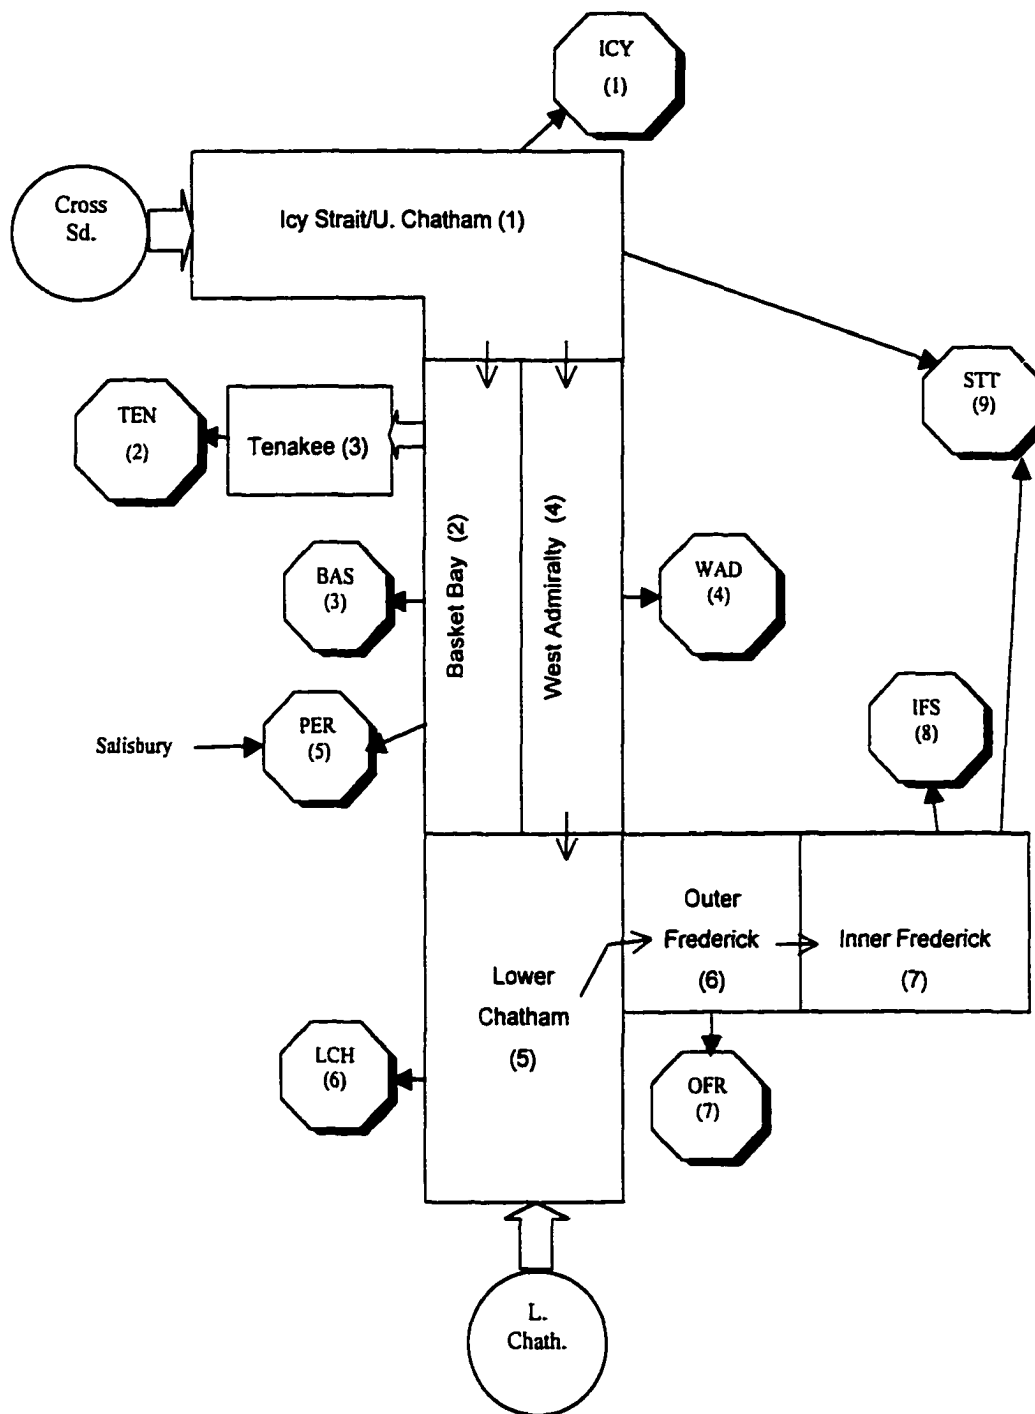 ICY
(1)
Cross
Sd.
Icy Strait/U. Chatham (1)
STT
(9)
TEN
(2)
Tenakee (3)
Basket Bay (2)
West Admiralty (4)
BAS
(3)
WAD
(4)
Salisbury
PER
(5)
IFS
(8)
Outer
Frederick
(6)
Inner Frederick
(7)
Lower
Chatham
(5)
LCH
(6)
OFR
(7)
L.
Chath.